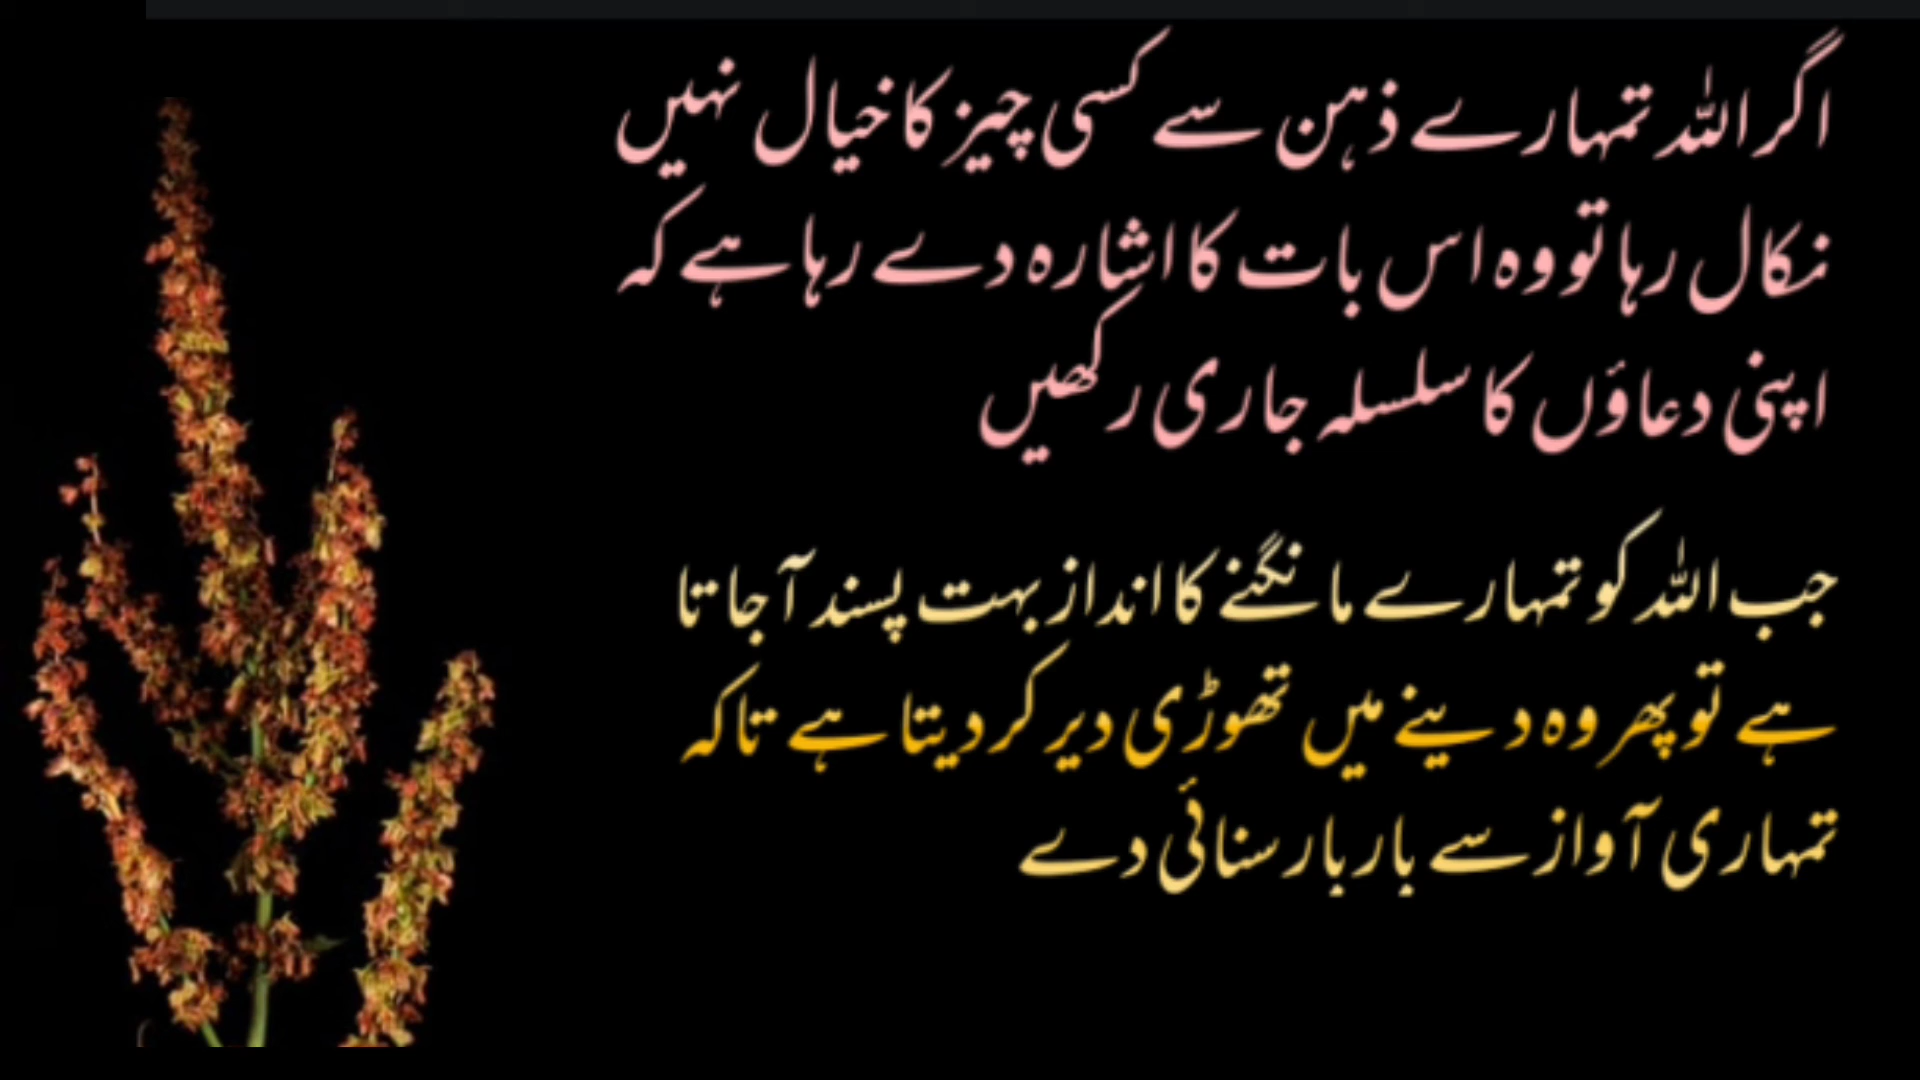 اگر اللہ تمہارے ذہن سے کسی چیز کا خیال نہیں
نکال رہا تو وہ اس بات کا اشارہ دے رہا ہے کہ
اپنی دعاؤں کا سلسلہ جاری رکھیں
جب اللہ کو تمہارے مانگنے کا انداز بہت پسند آجاتا
ہے تو پھر وہ دینے میں تھوڑی دیر کر دیتا ہے تاکہ
تمہاری آواز سے بار بار سنائی دے